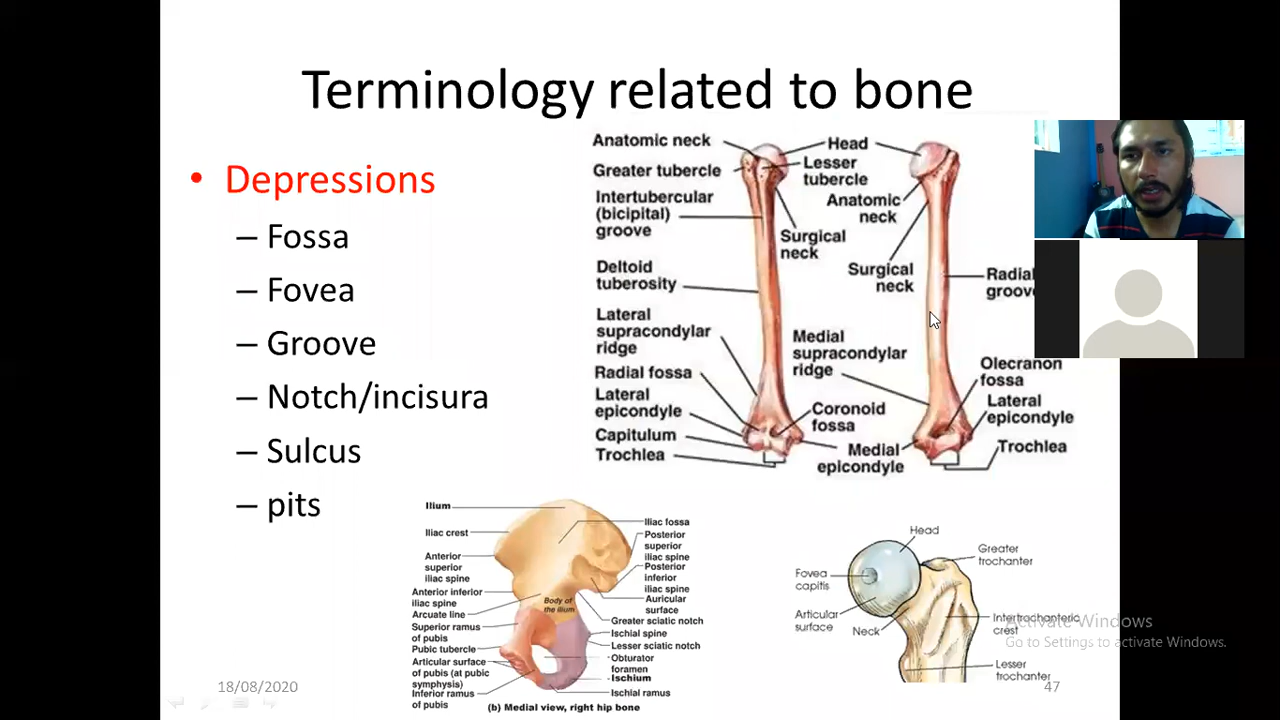 Terminology related to bone
• Depressions
– Fossa
– Fovea
– Groove
– Notch/incisura
– Sulcus
– pits
Anatomic neck
Greater tubercle
Intertubercular
(bicipital)
groove
Deltoid
tuberosity
Lateral
supracondylar
ridge
Radial fossa
Lateral
epicondyle
Capitulum
Trochlea
Head
Lesser
tubercle
Anatomic
neck
Surgical
neck
Surgical
neck
Medial
supracondylar
ridge
Coronoid
fossa
Medial
epicondyle
Radial
groove
Olecranon
fossa
Lateral
epicondyle
Trochlea
Ilium
Iliac crest
Anterior
superior
iliac spine
Anterior inferior
iliac spine
Arcuate line
Superior ramus
of pubis
Pubic tubercle
Articular surface
of pubis (at pubic
symphysis)
Inferior ramus
of pubis
Body of
the ilium
Iliac fossa
Posterior
superior
iliac spine
Posterior
inferior
iliac spine
Auricular
surface
Greater sciatic notch
Ischial spine
Lesser sciatic notch
Obturator
foramen
Ischium
Ischial ramus
(b) Medial view, right hip bone
Head
Greater
trochanter
Fovea
capitis
Articular
surface
Neck
Intertrochanteric
crest
Lesser
trochanter
Activate Windows
Go to Settings to activate Windows.
18/08/2020
47